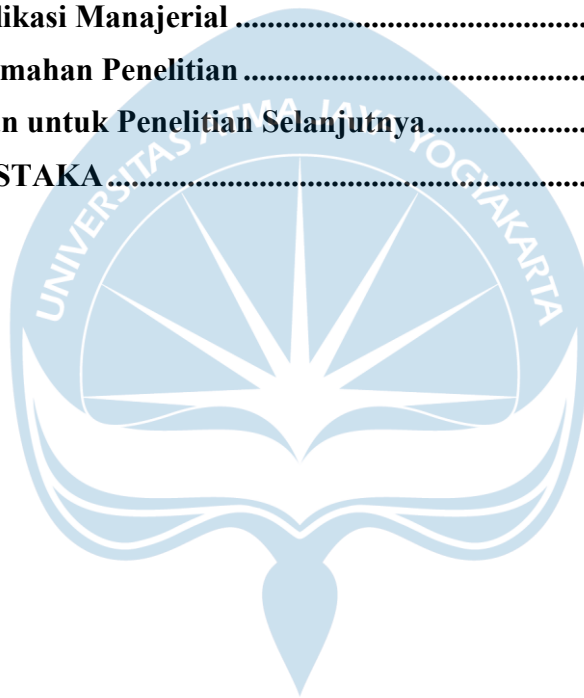 likasi Manajerial ................................................
mahan Penelitian ................................................
n untuk Penelitian Selanjutnya................................
STAKA ................................................................
UNIVERSITAS ATMA JAYA YOGYAKARTA